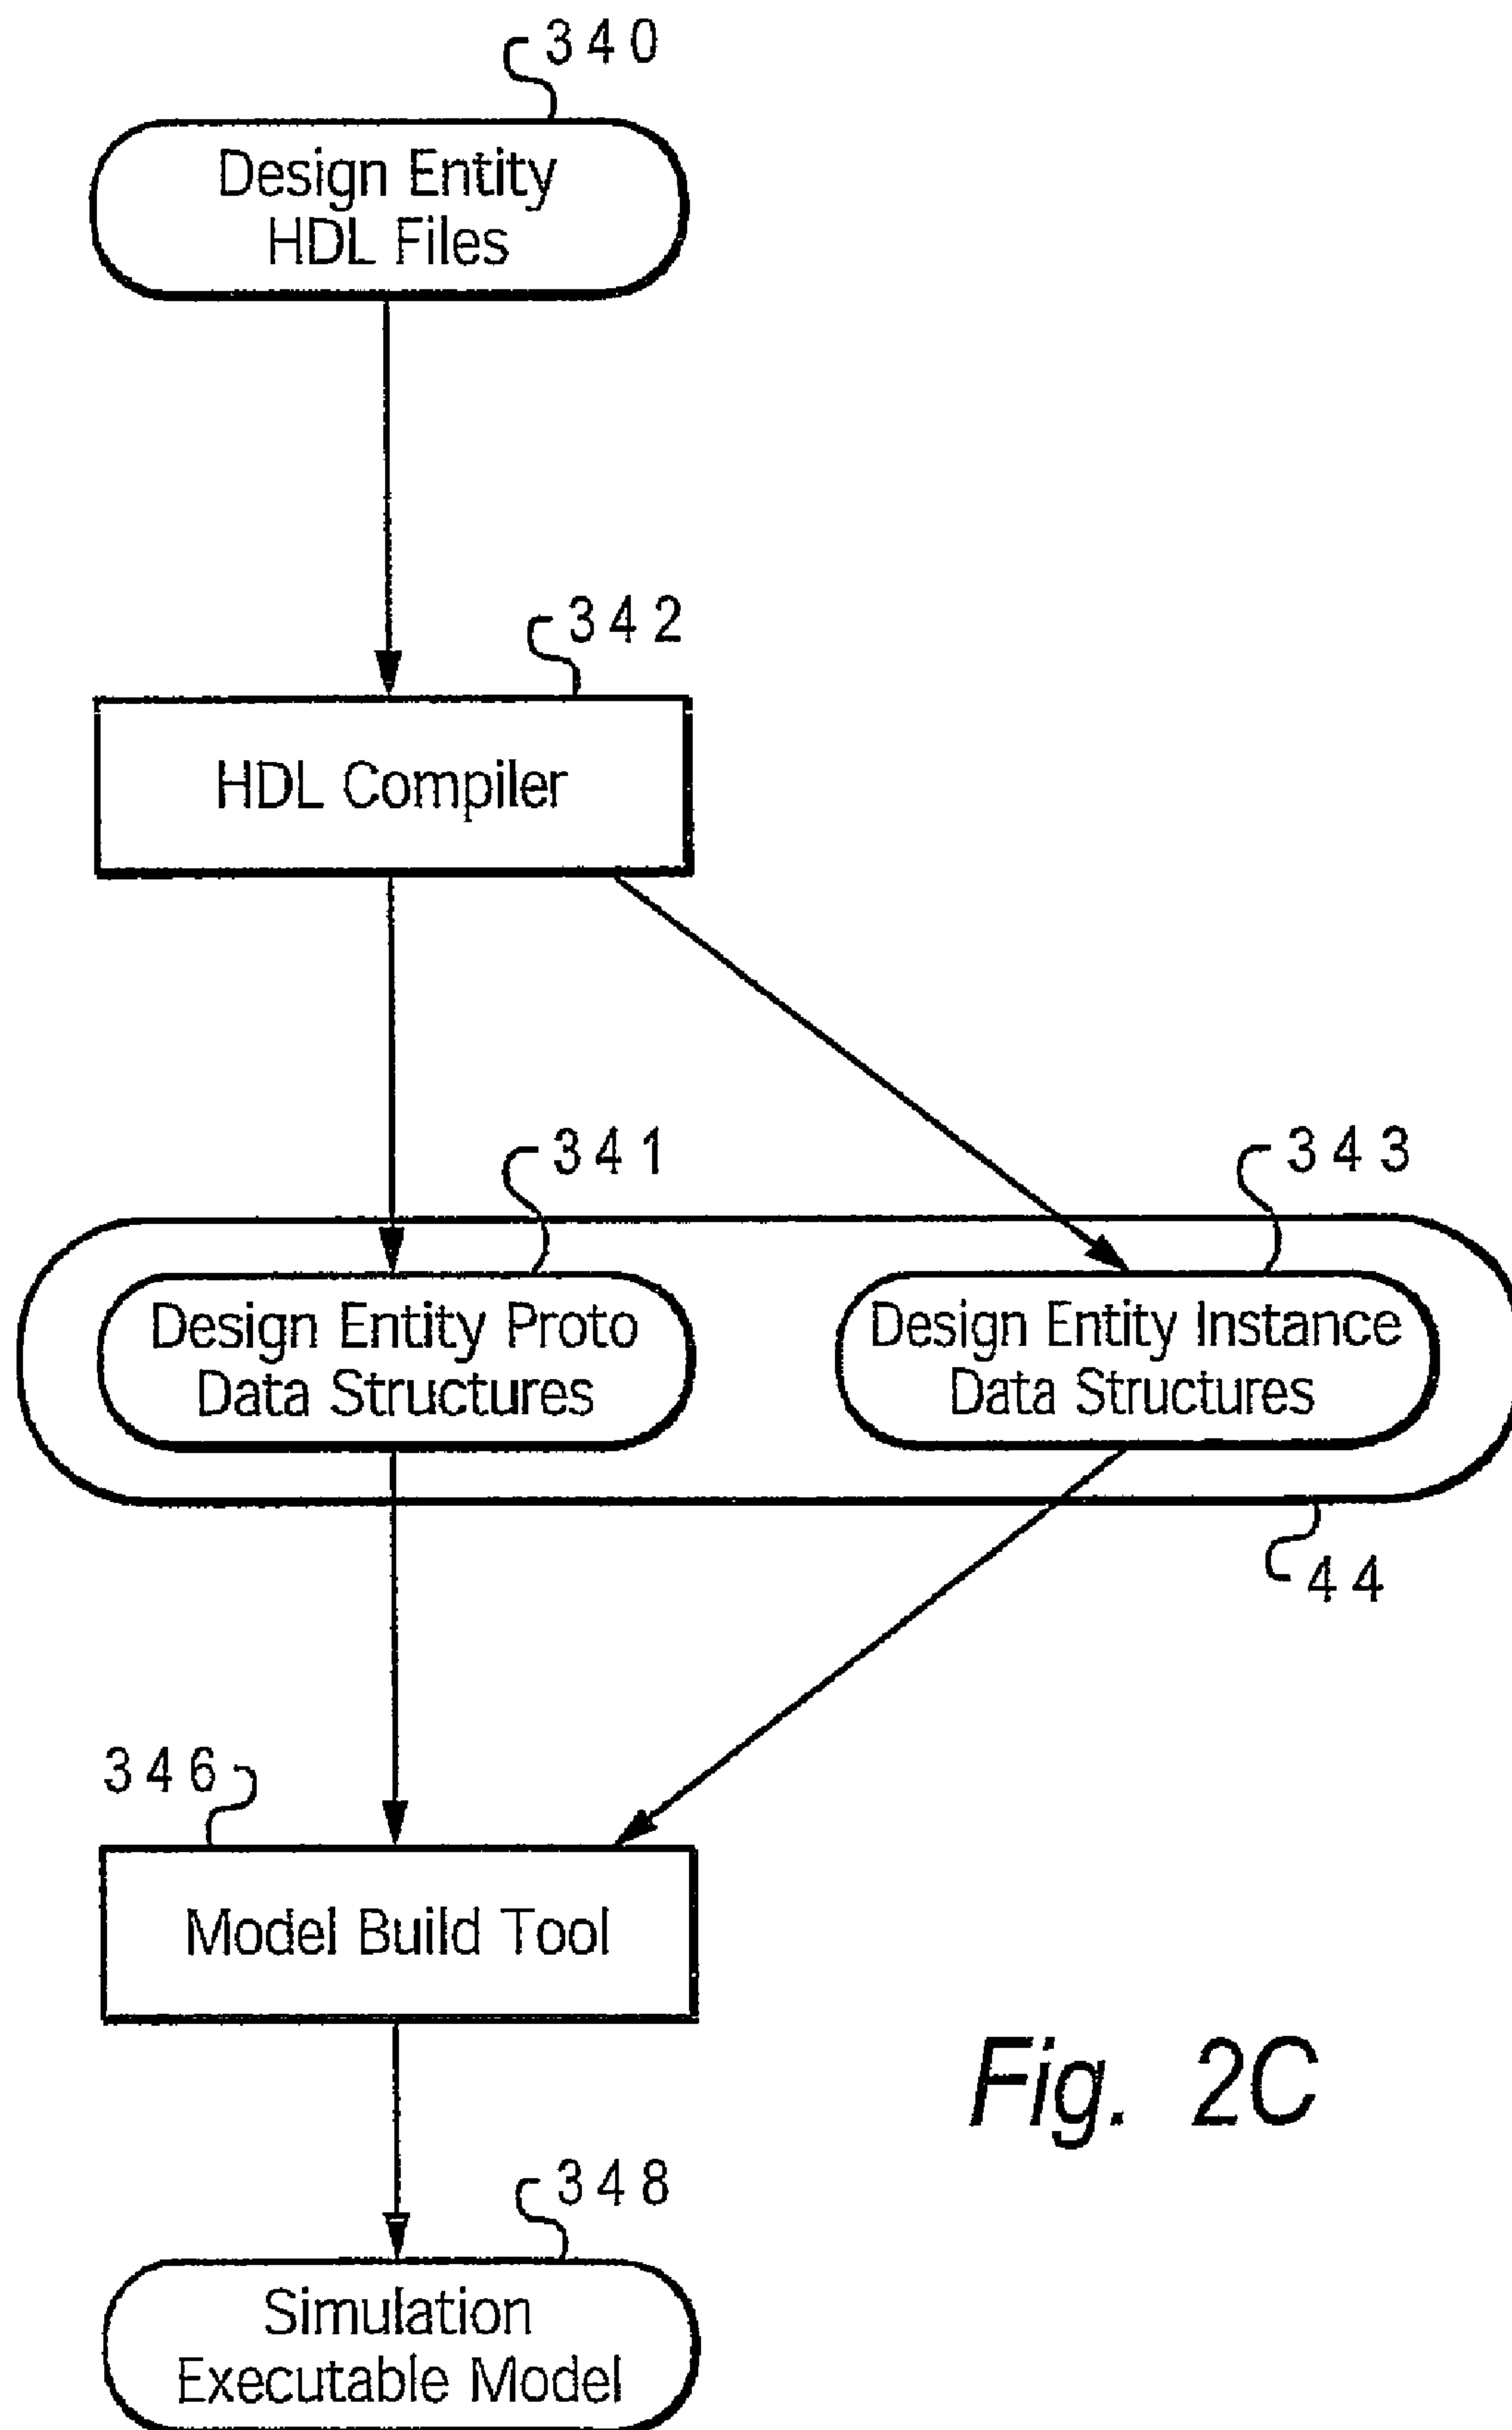 340
Design Entity
HDL Files
342
HDL Compiler
341
343
Design Entity Proto
Data Structures
Design Entity Instance
Data Structures
44
346
Model Build Tool
Fig. 2C
348
Simulation
Executable Model